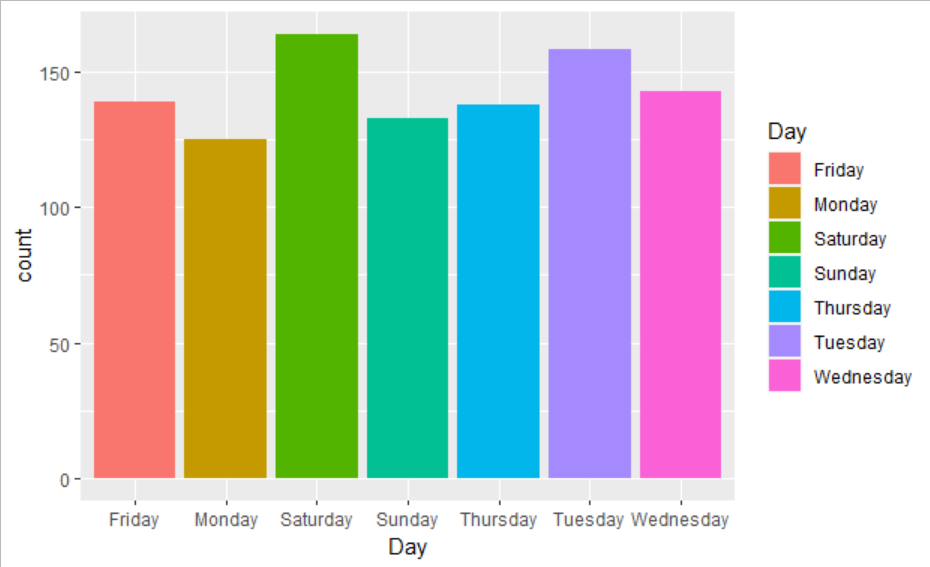 count
150
100
50
0
Friday Monday Saturday Sunday Thursday Tuesday Wednesday
Day
Day
Friday
Monday
Saturday
Sunday
Thursday
Tuesday
Wednesday